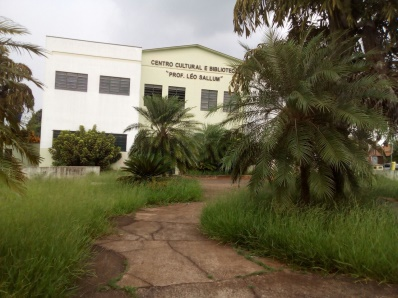 CENTRO CULTURAL E BIBLIOTECA
"PROF. LÉO SALLUM"